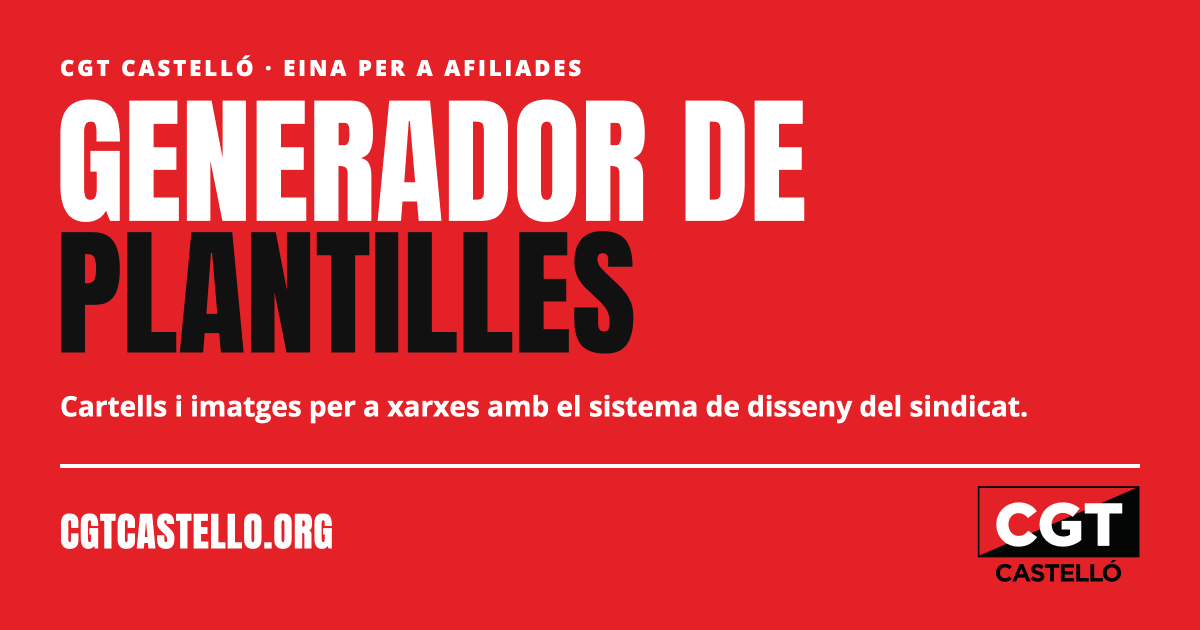 CGT CASTELLÓ · EINA PER A AFILIADES
GENERADOR DE
PLANTILLES
Cartells i imatges per a xarxes amb el sistema de disseny del sindicat.
CGTCASTELLO.ORG
CGT
CASTELLÓ